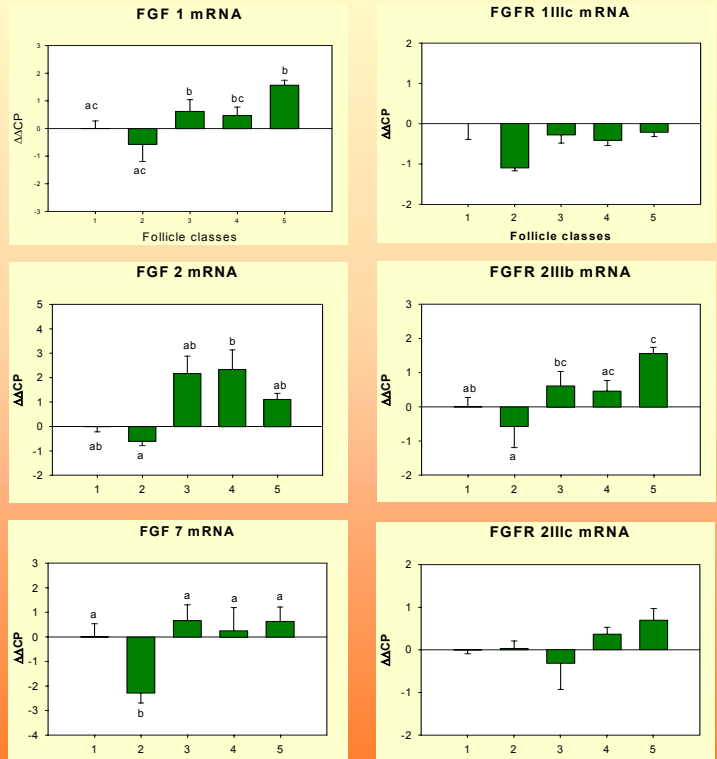 FGF 1 mRNA
3
2
1
0
-1
-2
-3
ΔΔCP
ac
ac
b
bc
b
1 2 3 4 5
Follicle classes
FGFR 1IIIc mRNA
2
1
0
-1
-2
ΔΔCP
1 2 3 4 5
Follicle classes
FGF 2 mRNA
5
4
3
2
1
0
-1
-2
ΔΔCP
ab
a
ab
b
ab
1 2 3 4 5
FGFR 2IIIb mRNA
3
2
1
0
-1
-2
ΔΔCP
ab
a
bc
ac
c
1 2 3 4 5
FGF 7 mRNA
3
2
1
0
-1
-2
-3
-4
ΔΔCP
a
b
a
a
a
1 2 3 4 5
FGFR 2IIIc mRNA
2
1
0
-1
-2
ΔΔCP
1 2 3 4 5